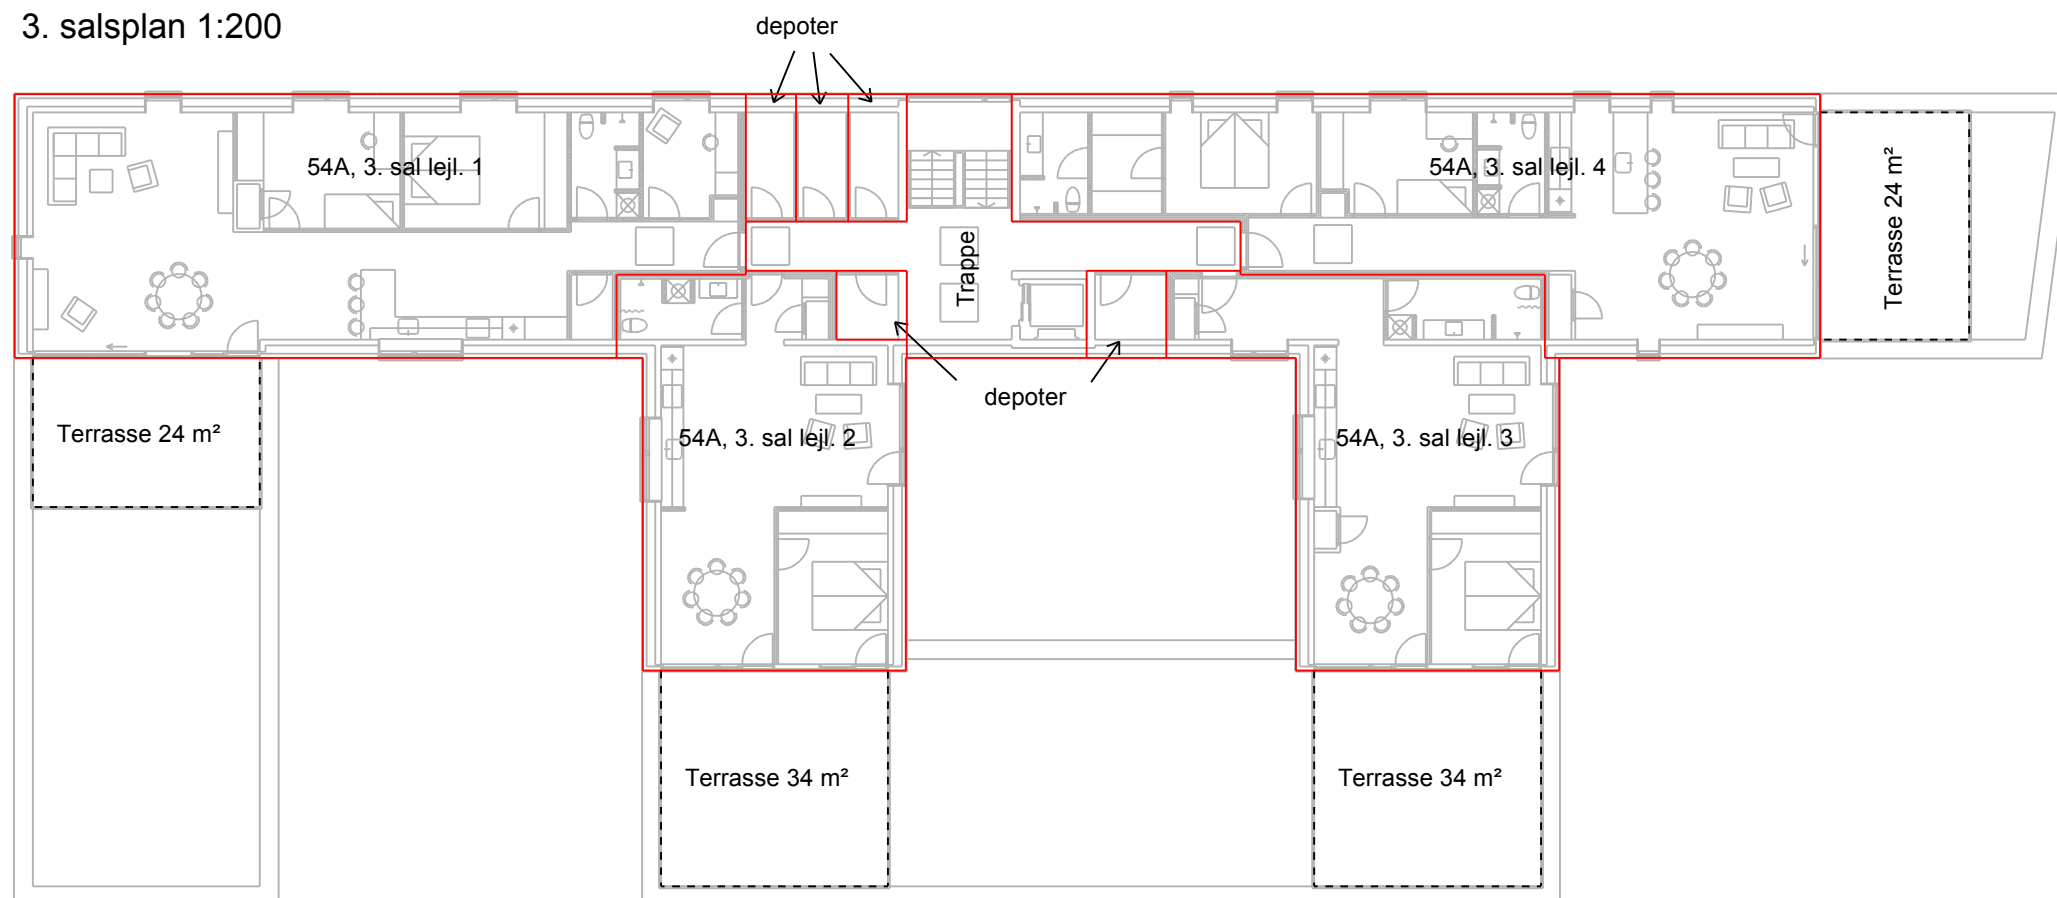 3. salsplan 1:200
depoter
54A, 3. sal lejl. 1
54A, 3. sal lejl. 4
Terrasse 24 m²
Trappe
depoter
Terrasse 24 m²
54A, 3. sal lejl. 2
54A, 3. sal lejl. 3
Terrasse 34 m²
Terrasse 34 m²